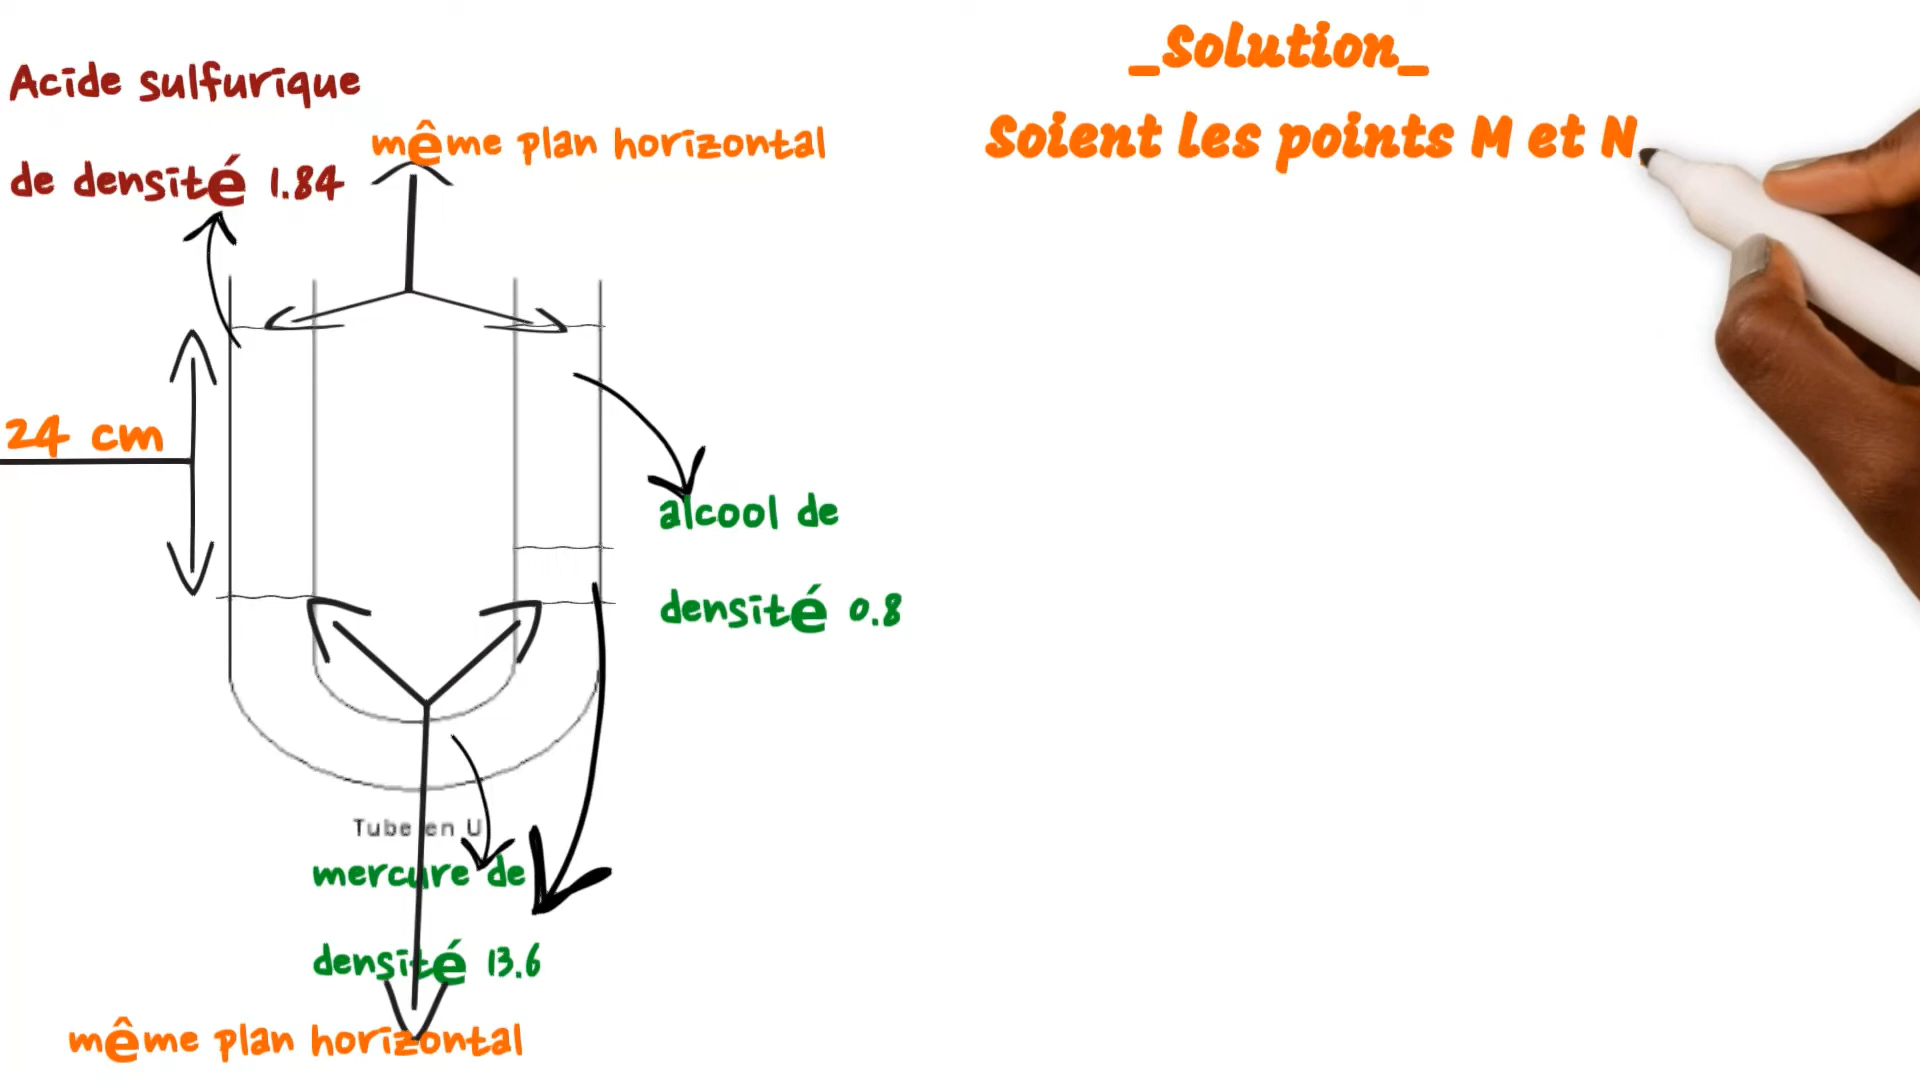 _Solution_
Soient les points M et N,
Acide sulfurique
de densité 1.84
même plan horizontal
24 cm
alcool de
densité 0.8
Tube en U
mercure de
densité 13.6
même plan horizontal